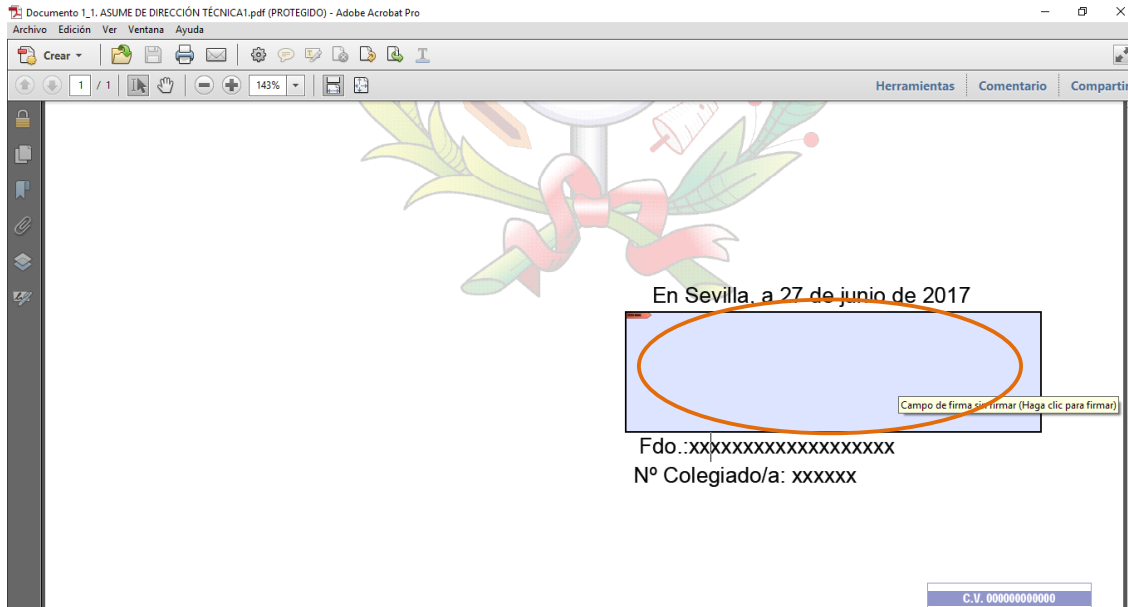 Documento 1_1. ASUME DE DIRECCIÓN TÉCNICA1.pdf (PROTEGIDO) - Adobe Acrobat Pro
Archivo Edición Ver Ventana Ayuda
Crear
1 / 1 143% Herramientas Comentario Compartir
En Sevilla, a 27 de junio de 2017
Campo de firma sin firmar (Haga clic para firmar)
Fdo.:xxxxxxxxxxxxxxxxxxx
Nº Colegiado/a: xxxxxx
C.V. 000000000000